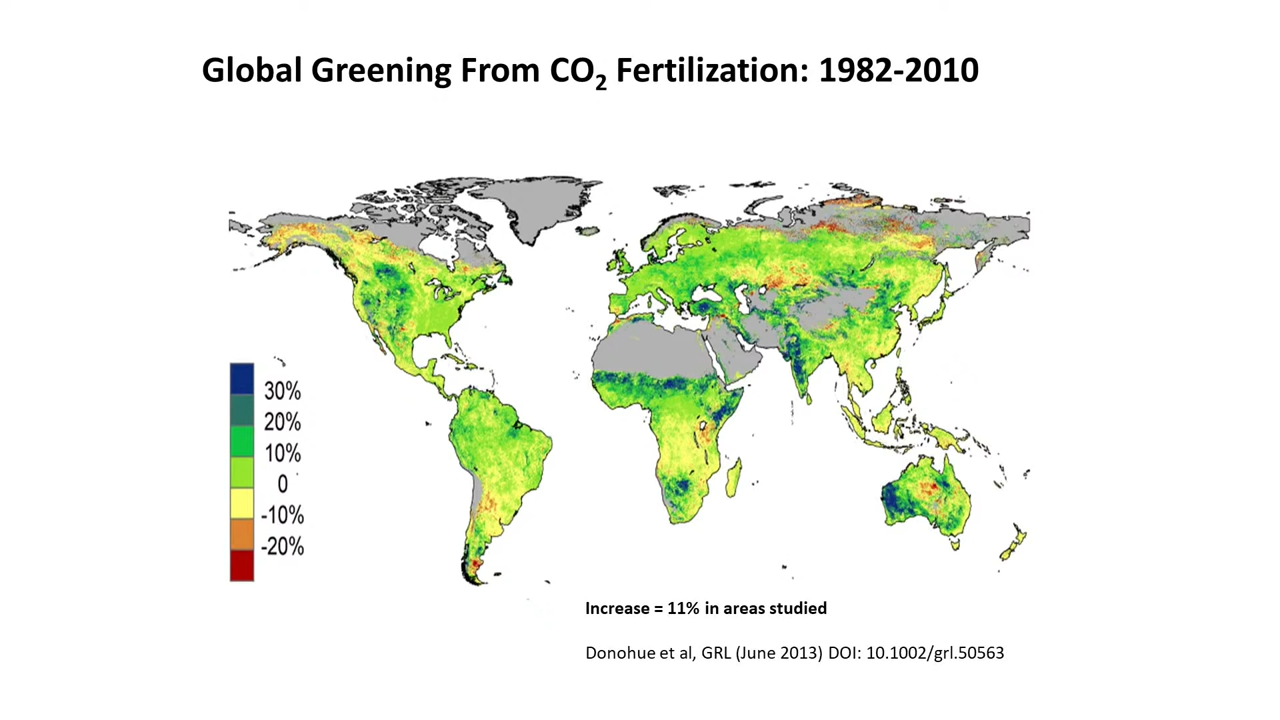 Global Greening From CO₂ Fertilization: 1982-2010
30%
20%
10%
0
-10%
-20%
Increase = 11% in areas studied
Donohue et al, GRL (June 2013) DOI: 10.1002/grl.50563